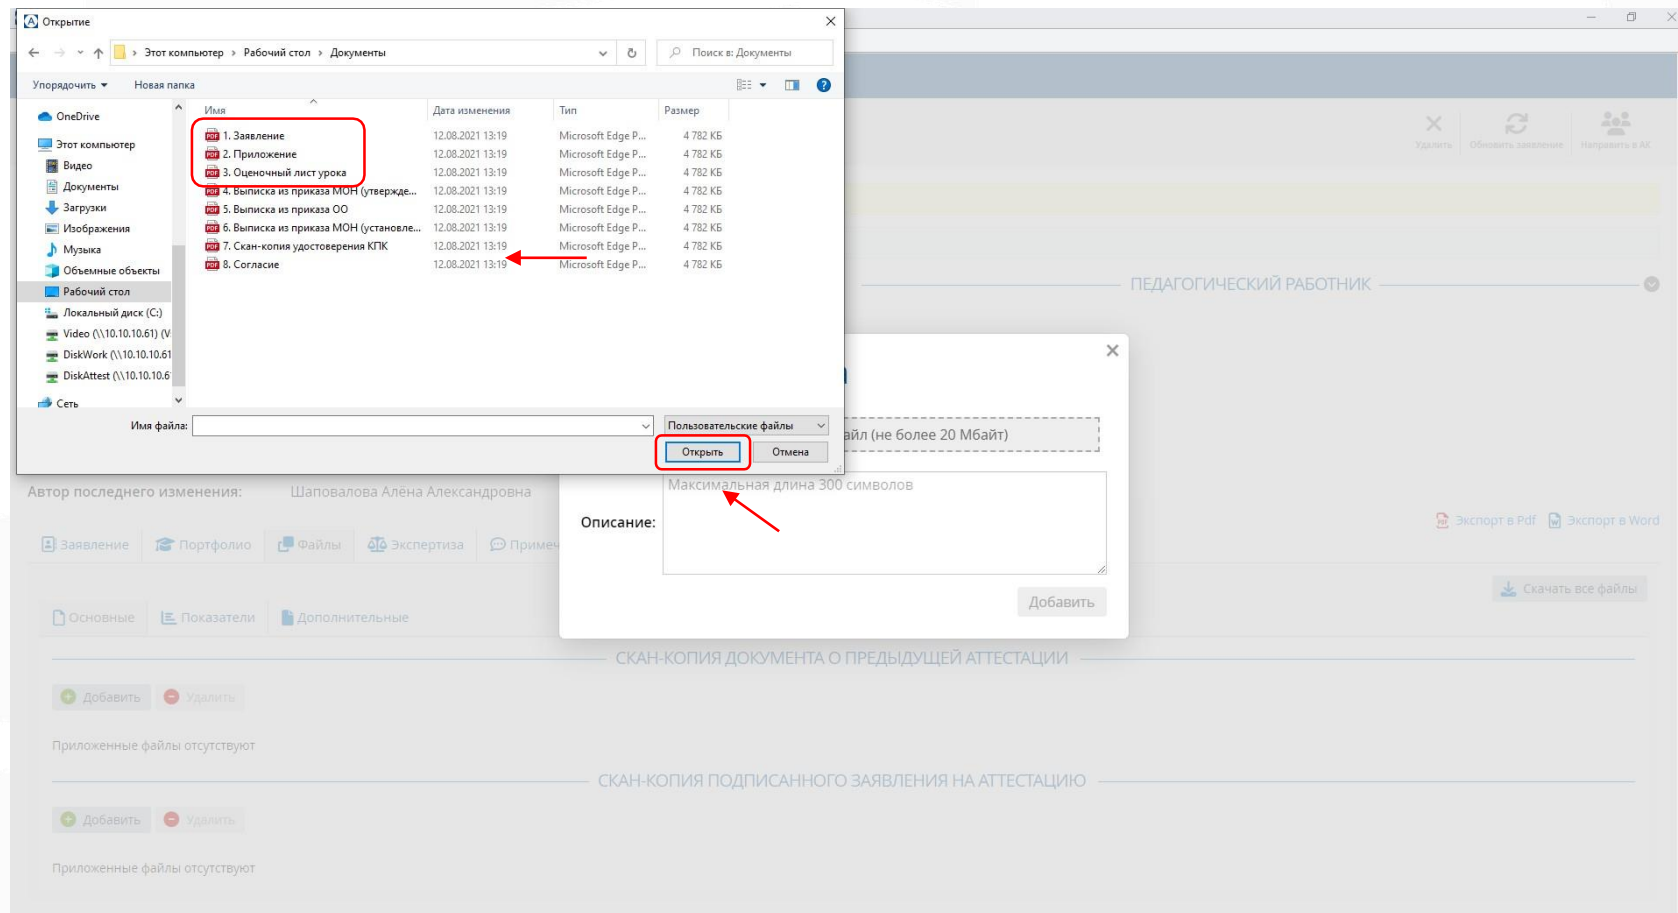 Открытие
Этот компьютер › Рабочий стол › Документы
Поиск в: Документы
Упорядочить
Новая папка
OneDrive
Этот компьютер
Видео
Документы
Загрузки
Изображения
Музыка
Объемные объекты
Рабочий стол
Локальный диск (C:)
Video (\\10.10.10.61) (V
DiskWork (\\10.10.10.61
DiskAttest (\\10.10.10.6
Сеть
Имя Дата изменения Тип Размер
1. Заявление 12.08.2021 13:19 Microsoft Edge P... 4 782 КБ
2. Приложение 12.08.2021 13:19 Microsoft Edge P... 4 782 КБ
3. Оценочный лист урока 12.08.2021 13:19 Microsoft Edge P... 4 782 КБ
4. Выписка из приказа МОН (утвержде... 12.08.2021 13:19 Microsoft Edge P... 4 782 КБ
5. Выписка из приказа ОО 12.08.2021 13:19 Microsoft Edge P... 4 782 КБ
6. Выписка из приказа МОН (установле... 12.08.2021 13:19 Microsoft Edge P... 4 782 КБ
7. Скан-копия удостоверения КПК 12.08.2021 13:19 Microsoft Edge P... 4 782 КБ
8. Согласие 12.08.2021 13:19 Microsoft Edge P... 4 782 КБ
Имя файла:
Пользовательские файлы
Открыть Отмена
Удалить Обновить заявление Направить в АК
ПЕДАГОГИЧЕСКИЙ РАБОТНИК
айл (не более 20 Мбайт)
Максимальная длина 300 символов
Описание:
Добавить
Автор последнего изменения: Шаповалова Алёна Александровна
Экспорт в Pdf Экспорт в Word
Заявление Портфолио Файлы Экспертиза Примеч
Скачать все файлы
Основные Показатели Дополнительные
СКАН-КОПИЯ ДОКУМЕНТА О ПРЕДЫДУЩЕЙ АТТЕСТАЦИИ
Добавить Удалить
Приложенные файлы отсутствуют
СКАН-КОПИЯ ПОДПИСАННОГО ЗАЯВЛЕНИЯ НА АТТЕСТАЦИЮ
Добавить Удалить
Приложенные файлы отсутствуют